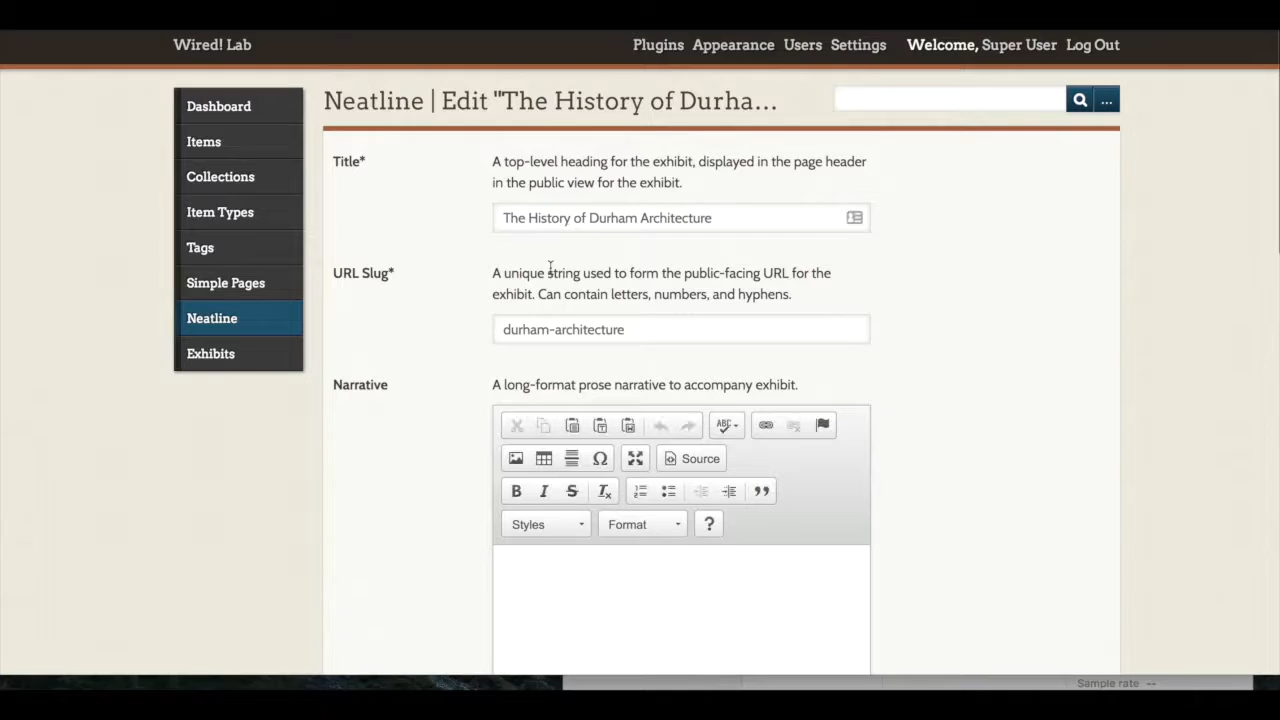 Wired! Lab
Plugins Appearance Users Settings Welcome, Super User Log Out
Dashboard
Items
Collections
Item Types
Tags
Simple Pages
Neatline
Exhibits
Neatline | Edit "The History of Durha…
...
Title*
A top-level heading for the exhibit, displayed in the page header
in the public view for the exhibit.
The History of Durham Architecture
URL Slug*
A unique string used to form the public-facing URL for the
exhibit. Can contain letters, numbers, and hyphens.
durham-architecture
Narrative
A long-format prose narrative to accompany exhibit.
ABC
Ω Source
B I S Tx
Styles Format ?
Sample rate --